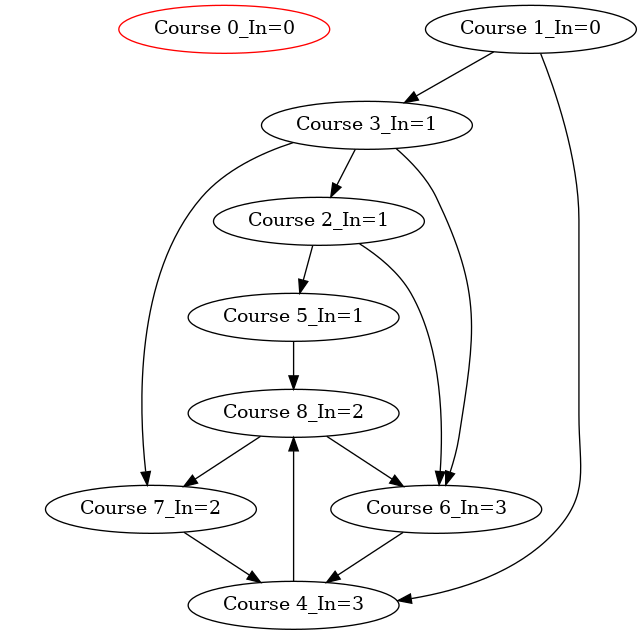 Course 0_In=0
Course 1_In=0
Course 3_In=1
Course 2_In=1
Course 5_In=1
Course 8_In=2
Course 7_In=2
Course 6_In=3
Course 4_In=3